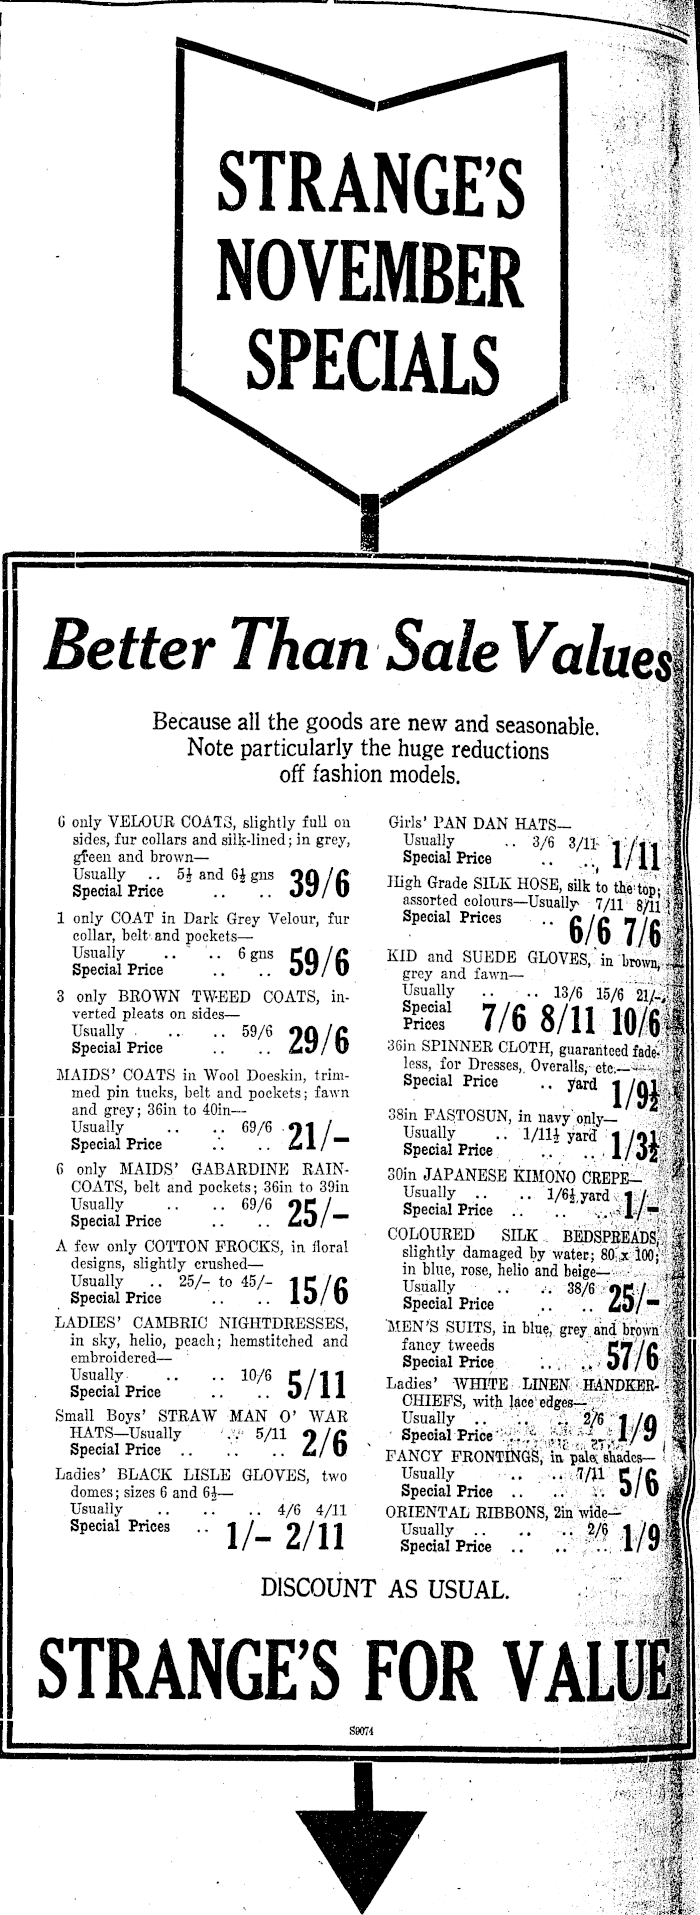 STRANGE'S
NOVEMBER
SPECIALS
Better Than Sale Values
Because all the goods are new and seasonable.
Note particularly the huge reductions
off fashion models.
6 only VELOUR COATS, slightly full on
sides, fur collars and silk-lined; in grey,
green and brown—
Usually .. 5½ and 6½ gns
Special Price .. .. 39/6
1 only COAT in Dark Grey Velour, fur
collar, belt and pockets—
Usually .. .. 6 gns
Special Price .. .. 59/6
3 only BROWN TWEED COATS, in-
verted pleats on sides—
Usually .. .. 59/6
Special Price .. .. 29/6
MAIDS' COATS in Wool Doeskin, trim-
med pin tucks, belt and pockets; fawn
and grey; 36in to 40in—
Usually .. .. 69/6
Special Price .. .. 21/-
6 only MAIDS' GABARDINE RAIN-
COATS, belt and pockets; 36in to 39in
Usually .. .. 69/6
Special Price .. .. 25/-
A few only COTTON FROCKS, in floral
designs, slightly crushed—
Usually .. 25/- to 45/-
Special Price .. .. 15/6
LADIES' CAMBRIC NIGHTDRESSES,
in sky, helio, peach; hemstitched and
embroidered—
Usually .. .. 10/6
Special Price .. .. 5/11
Small Boys' STRAW MAN O' WAR
HATS—Usually .. 5/11
Special Price .. .. .. 2/6
Ladies' BLACK LISLE GLOVES, two
domes; sizes 6 and 6½—
Usually .. .. .. 4/6 4/11
Special Prices .. 1/- 2/11
Girls' PAN DAN HATS—
Usually .. 3/6 3/11
Special Price .. .. 1/11
High Grade SILK HOSE, silk to the top;
assorted colours—Usually 7/11 8/11
Special Prices .. 6/6 7/6
KID and SUEDE GLOVES, in brown,
grey and fawn—
Usually .. .. 13/6 15/6 21/-
Special
Prices 7/6 8/11 10/6
36in SPINNER CLOTH, guaranteed fade-
less, for Dresses, Overalls, etc.—
Special Price .. yard 1/9½
38in FASTOSUN, in navy only—
Usually .. 1/11½ yard
Special Price .. .. 1/3½
30in JAPANESE KIMONO CREPE—
Usually .. .. 1/6½ yard
Special Price .. .. .. 1/-
COLOURED SILK BEDSPREADS,
slightly damaged by water; 80 x 100;
in blue, rose, helio and beige—
Usually .. .. 38/6
Special Price .. .. 25/-
MEN'S SUITS, in blue, grey and brown
fancy tweeds
Special Price .. .. 57/6
Ladies' WHITE LINEN HANDKER-
CHIEFS, with lace edges—
Usually .. .. .. 2/6
Special Price 1/9
FANCY FRONTINGS, in pale shades—
Usually .. .. 7/11
Special Price .. .. 5/6
ORIENTAL RIBBONS, 2in wide—
Usually .. .. .. 2/6
Special Price .. .. .. 1/9
DISCOUNT AS USUAL.
STRANGE'S FOR VALUE
S9074